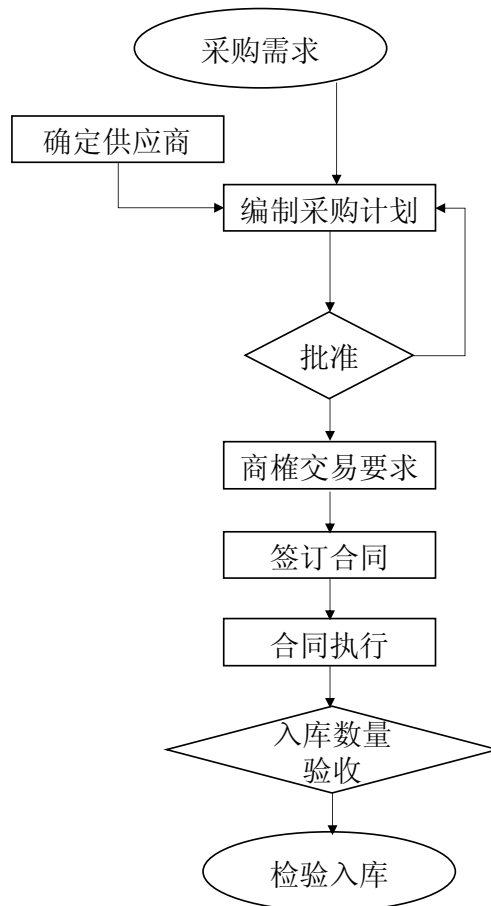 采购需求
确定供应商
编制采购计划
批准
商榷交易要求
签订合同
合同执行
入库数量
验收
检验入库